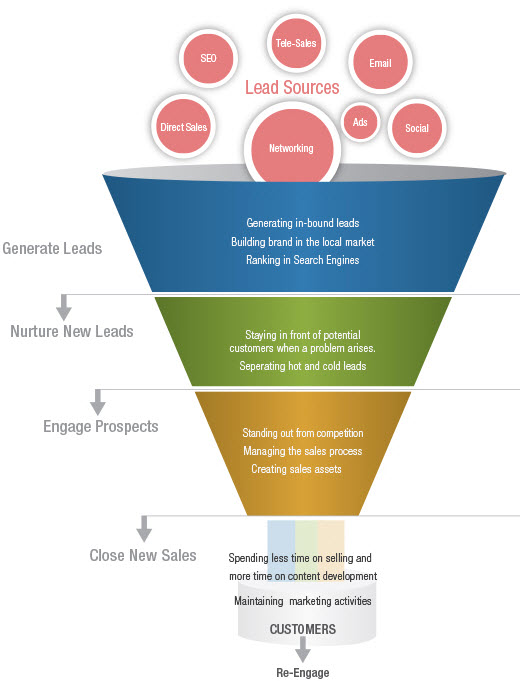 Tele-Sales
SEO
Email
Lead Sources
Direct Sales
Ads
Social
Networking
Generating in-bound leads
Generate Leads
Building brand in the local market
Ranking in Search Engines
Nurture New Leads
Staying in front of potential
customers when a problem arises.
Seperating hot and cold leads
Engage Prospects
Standing out from competition
Managing the sales process
Creating sales assets
Close New Sales
Spending less time on selling and
more time on content development
Maintaining marketing activities
CUSTOMERS
Re-Engage